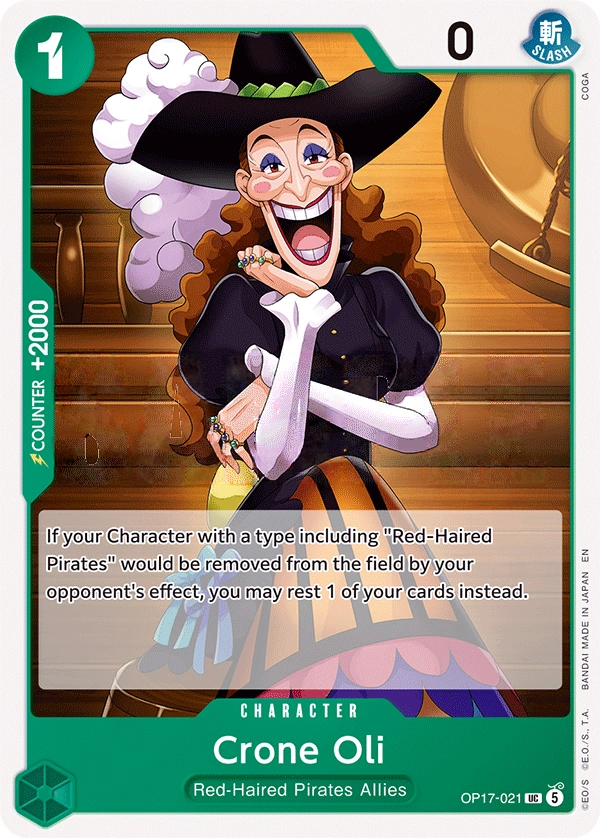 1
0
斬
SLASH
COGA
COUNTER +2000
If your Character with a type including "Red-Haired
Pirates" would be removed from the field by your
opponent's effect, you may rest 1 of your cards instead.
CHARACTER
Crone Oli
Red-Haired Pirates Allies
OP17-021 UC 5
©E.O/S ©E.O./S., T.A. BANDAI MADE IN JAPAN EN